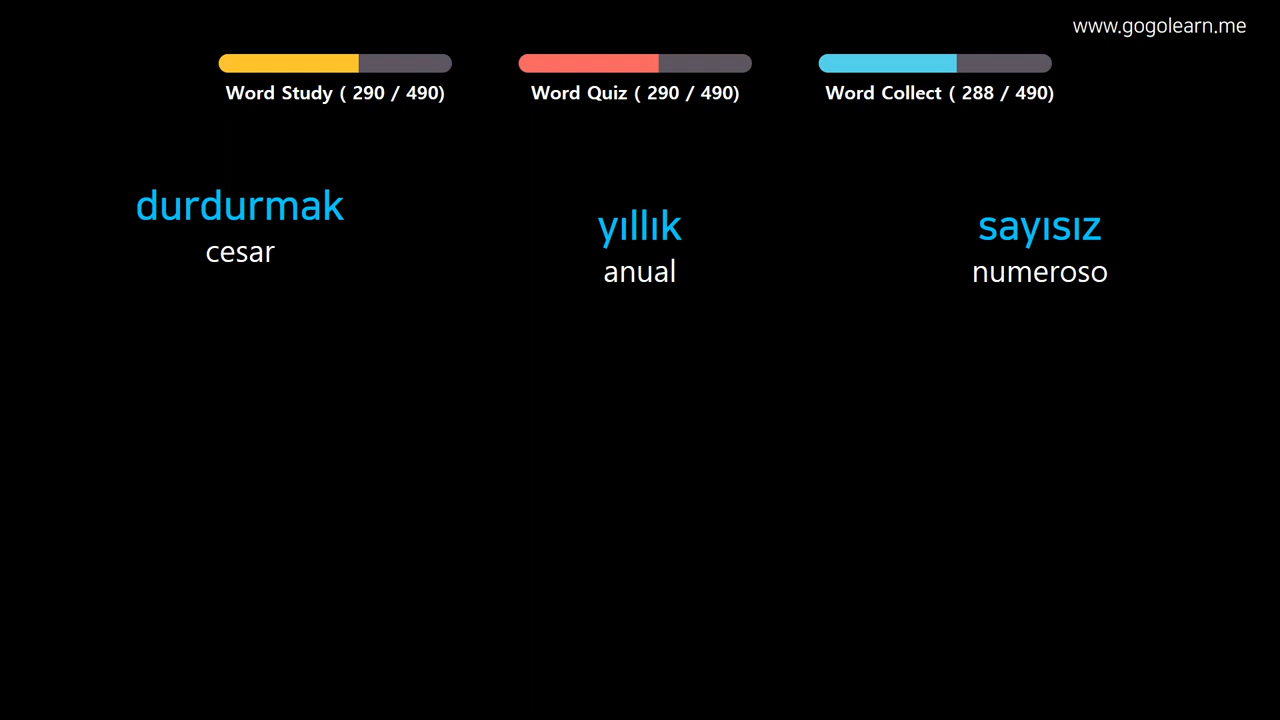 www.gogolearn.me
Word Study ( 290 / 490)
Word Quiz ( 290 / 490)
Word Collect ( 288 / 490)
durdurmak
cesar
yıllık
anual
sayısız
numeroso